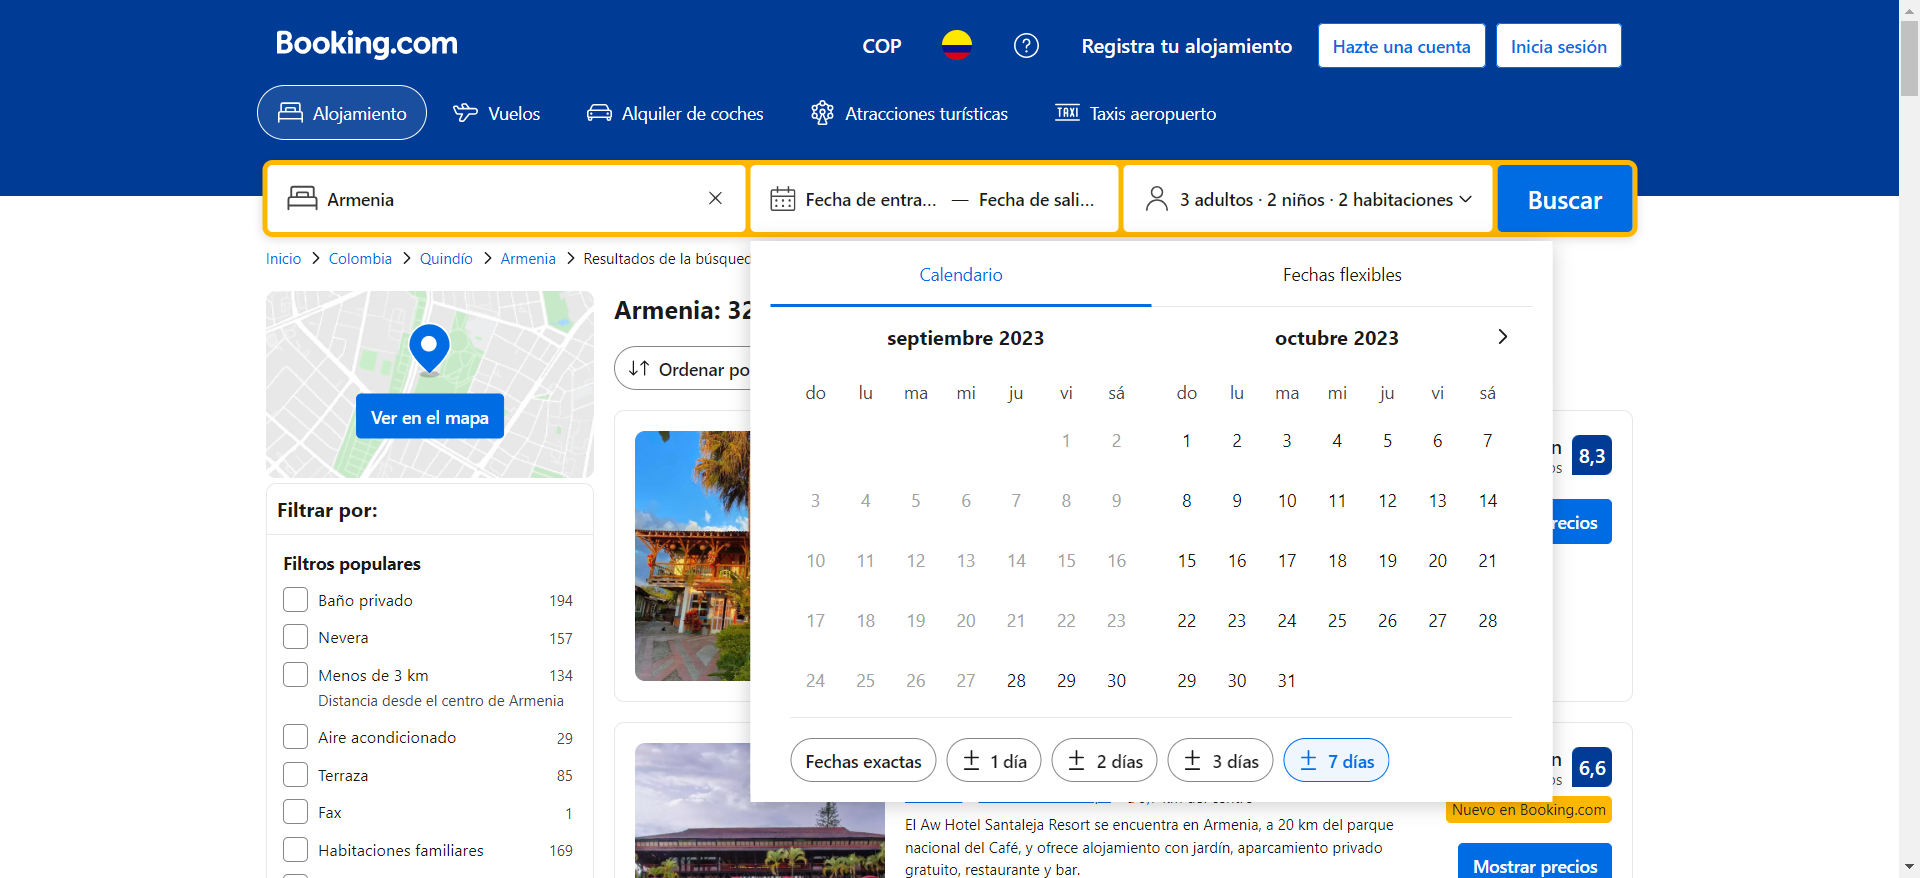 Booking.com
COP
Registra tu alojamiento
Hazte una cuenta
Inicia sesión
Alojamiento
Vuelos
Alquiler de coches
Atracciones turísticas
TAXI Taxis aeropuerto
Armenia
Fecha de entra... — Fecha de sali...
3 adultos · 2 niños · 2 habitaciones
Buscar
Inicio > Colombia > Quindío > Armenia > Resultados de la búsqued
Ver en el mapa
Filtrar por:
Filtros populares
Baño privado 194
Nevera 157
Menos de 3 km 134
Distancia desde el centro de Armenia
Aire acondicionado 29
Terraza 85
Fax 1
Habitaciones familiares 169
Armenia: 32
Ordenar po
Calendario
Fechas flexibles
septiembre 2023
do lu ma mi ju vi sá
1 2
3 4 5 6 7 8 9
10 11 12 13 14 15 16
17 18 19 20 21 22 23
24 25 26 27 28 29 30
octubre 2023
do lu ma mi ju vi sá
1 2 3 4 5 6 7
8 9 10 11 12 13 14
15 16 17 18 19 20 21
22 23 24 25 26 27 28
29 30 31
Fechas exactas
± 1 día
± 2 días
± 3 días
± 7 días
n
os
8,3
recios
n
os
6,6
Nuevo en Booking.com
El Aw Hotel Santaleja Resort se encuentra en Armenia, a 20 km del parque
nacional del Café, y ofrece alojamiento con jardín, aparcamiento privado
gratuito, restaurante y bar.
Mostrar precios